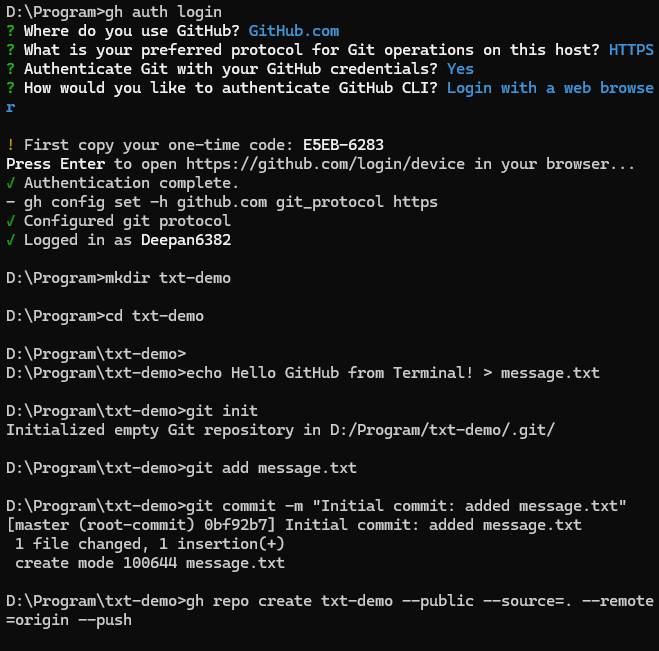 D:\Program>gh auth login
? Where do you use GitHub? GitHub.com
? What is your preferred protocol for Git operations on this host? HTTPS
? Authenticate Git with your GitHub credentials? Yes
? How would you like to authenticate GitHub CLI? Login with a web browse
r
! First copy your one-time code: E5EB-6283
Press Enter to open https://github.com/login/device in your browser...
✓ Authentication complete.
- gh config set -h github.com git_protocol https
✓ Configured git protocol
✓ Logged in as Deepan6382
D:\Program>mkdir txt-demo
D:\Program>cd txt-demo
D:\Program\txt-demo>
D:\Program\txt-demo>echo Hello GitHub from Terminal! > message.txt
D:\Program\txt-demo>git init
Initialized empty Git repository in D:/Program/txt-demo/.git/
D:\Program\txt-demo>git add message.txt
D:\Program\txt-demo>git commit -m "Initial commit: added message.txt"
[master (root-commit) 0bf92b7] Initial commit: added message.txt
 1 file changed, 1 insertion(+)
 create mode 100644 message.txt
D:\Program\txt-demo>gh repo create txt-demo --public --source=. --remote
=origin --push